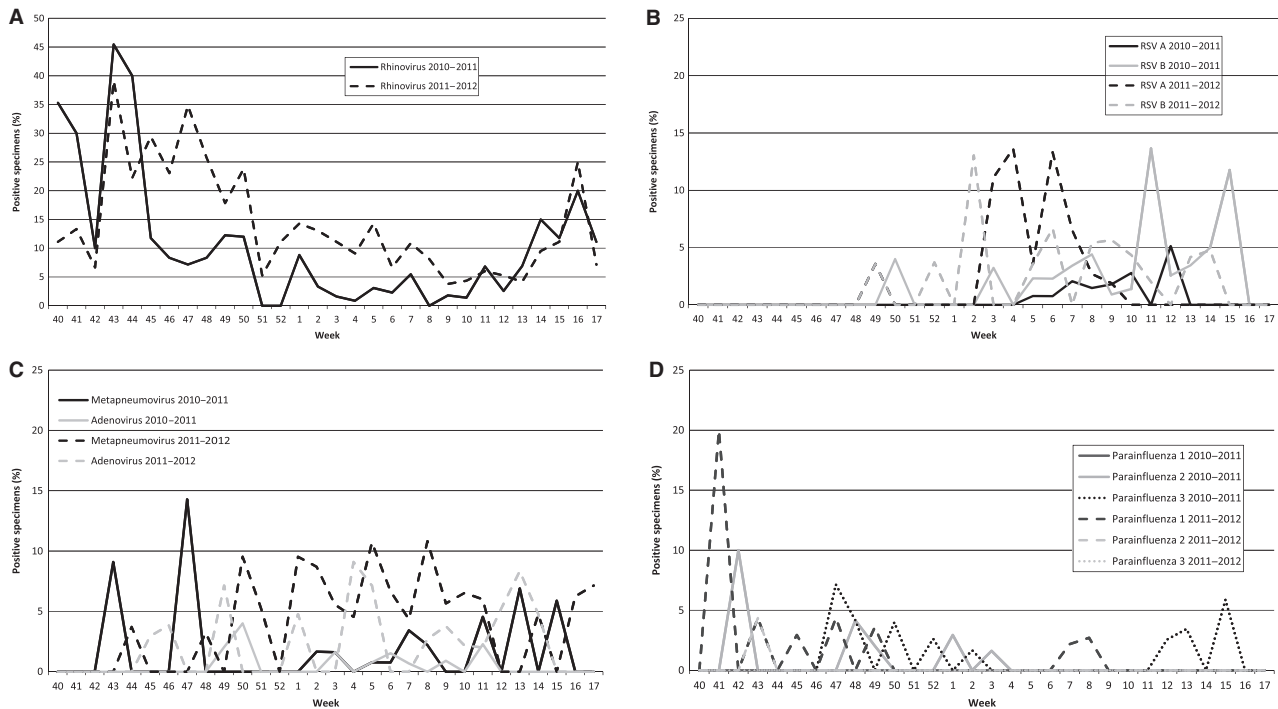 A
50
45
40
35
30
25
20
15
10
5
0
Positive specimens (%)
Rhinovirus 2010–2011
Rhinovirus 2011–2012
40 41 42 43 44 45 46 47 48 49 50 51 52 1 2 3 4 5 6 7 8 9 10 11 12 13 14 15 16 17
Week
B
25
20
15
10
5
0
Positive specimens (%)
RSV A 2010–2011
RSV B 2010–2011
RSV A 2011–2012
RSV B 2011–2012
40 41 42 43 44 45 46 47 48 49 50 51 52 1 2 3 4 5 6 7 8 9 10 11 12 13 14 15 16 17
Week
C
25
20
15
10
5
0
Positive specimens (%)
Metapneumovirus 2010–2011
Adenovirus 2010–2011
Metapneumovirus 2011–2012
Adenovirus 2011–2012
40 41 42 43 44 45 46 47 48 49 50 51 52 1 2 3 4 5 6 7 8 9 10 11 12 13 14 15 16 17
Week
D
25
20
15
10
5
0
Positive specimens (%)
Parainfluenza 1 2010–2011
Parainfluenza 2 2010–2011
Parainfluenza 3 2010–2011
Parainfluenza 1 2011–2012
Parainfluenza 2 2011–2012
Parainfluenza 3 2011–2012
40 41 42 43 44 45 46 47 48 49 50 51 52 1 2 3 4 5 6 7 8 9 10 11 12 13 14 15 16 17
Week